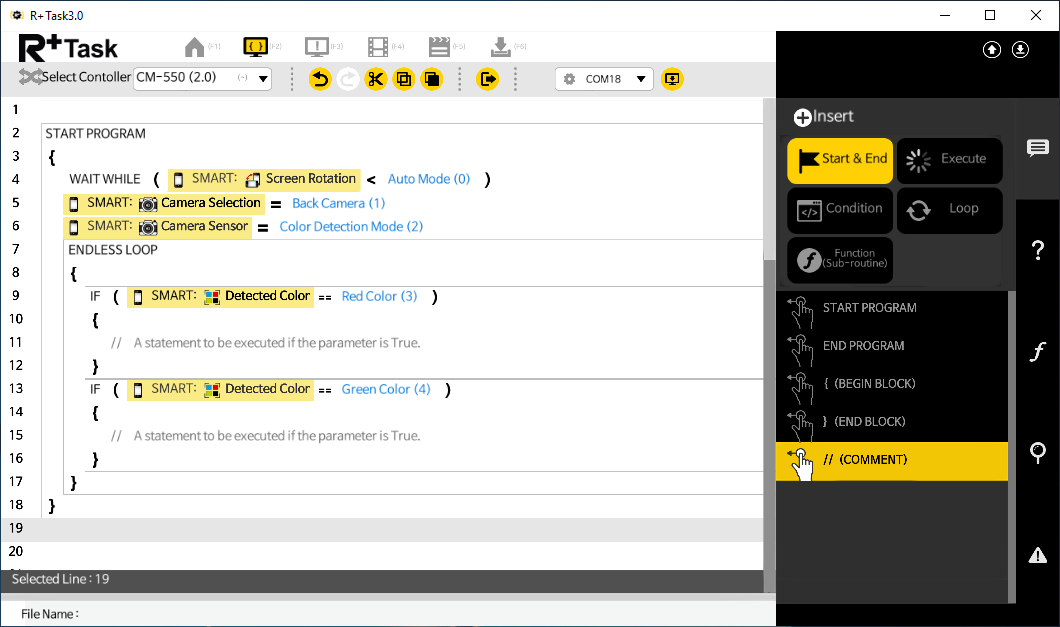 R+ Task3.0
R+Task (F1) (F2) (F3) (F4) (F5) (F6)
Select Contoller CM-550 (2.0) (~) COM18
1
2 START PROGRAM
3 {
4 WAIT WHILE ( SMART: Screen Rotation < Auto Mode (0) )
5 SMART: Camera Selection = Back Camera (1)
6 SMART: Camera Sensor = Color Detection Mode (2)
7 ENDLESS LOOP
8 {
9 IF ( SMART: Detected Color == Red Color (3) )
10 {
11 // A statement to be executed if the parameter is True.
12 }
13 IF ( SMART: Detected Color == Green Color (4) )
14 {
15 // A statement to be executed if the parameter is True.
16 }
17 }
18 }
19
20
Selected Line : 19
File Name :
Insert
Start & End Execute
Condition Loop
Function
(Sub-routine)
START PROGRAM
END PROGRAM
{ (BEGIN BLOCK)
} (END BLOCK)
// (COMMENT)